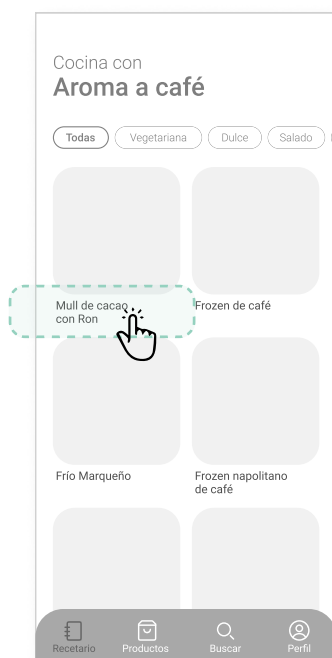 Cocina con
Aroma a café
Todas
Vegetariana
Dulce
Salado
Mull de cacao
con Ron
Frozen de café
Frío Marqueño
Frozen napolitano
de café
Recetario
Productos
Buscar
Perfil